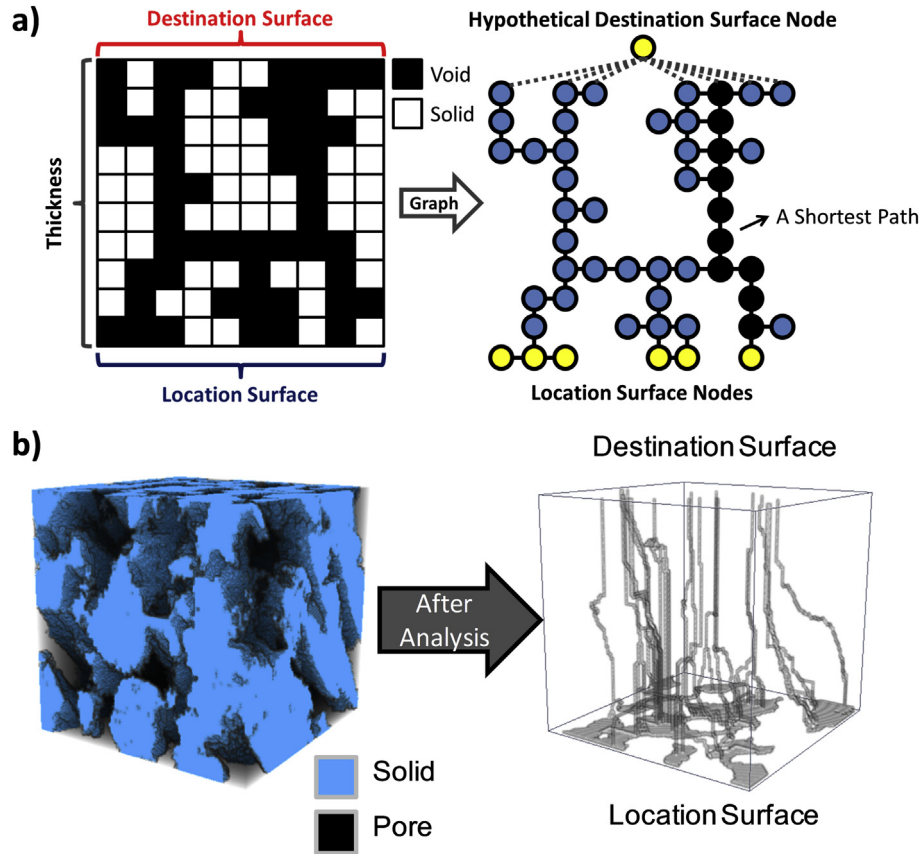 a)
Destination Surface
Hypothetical Destination Surface Node
Void
Solid
Thickness
Graph
A Shortest Path
Location Surface
Location Surface Nodes
b)
Destination Surface
After
Analysis
Solid
Pore
Location Surface